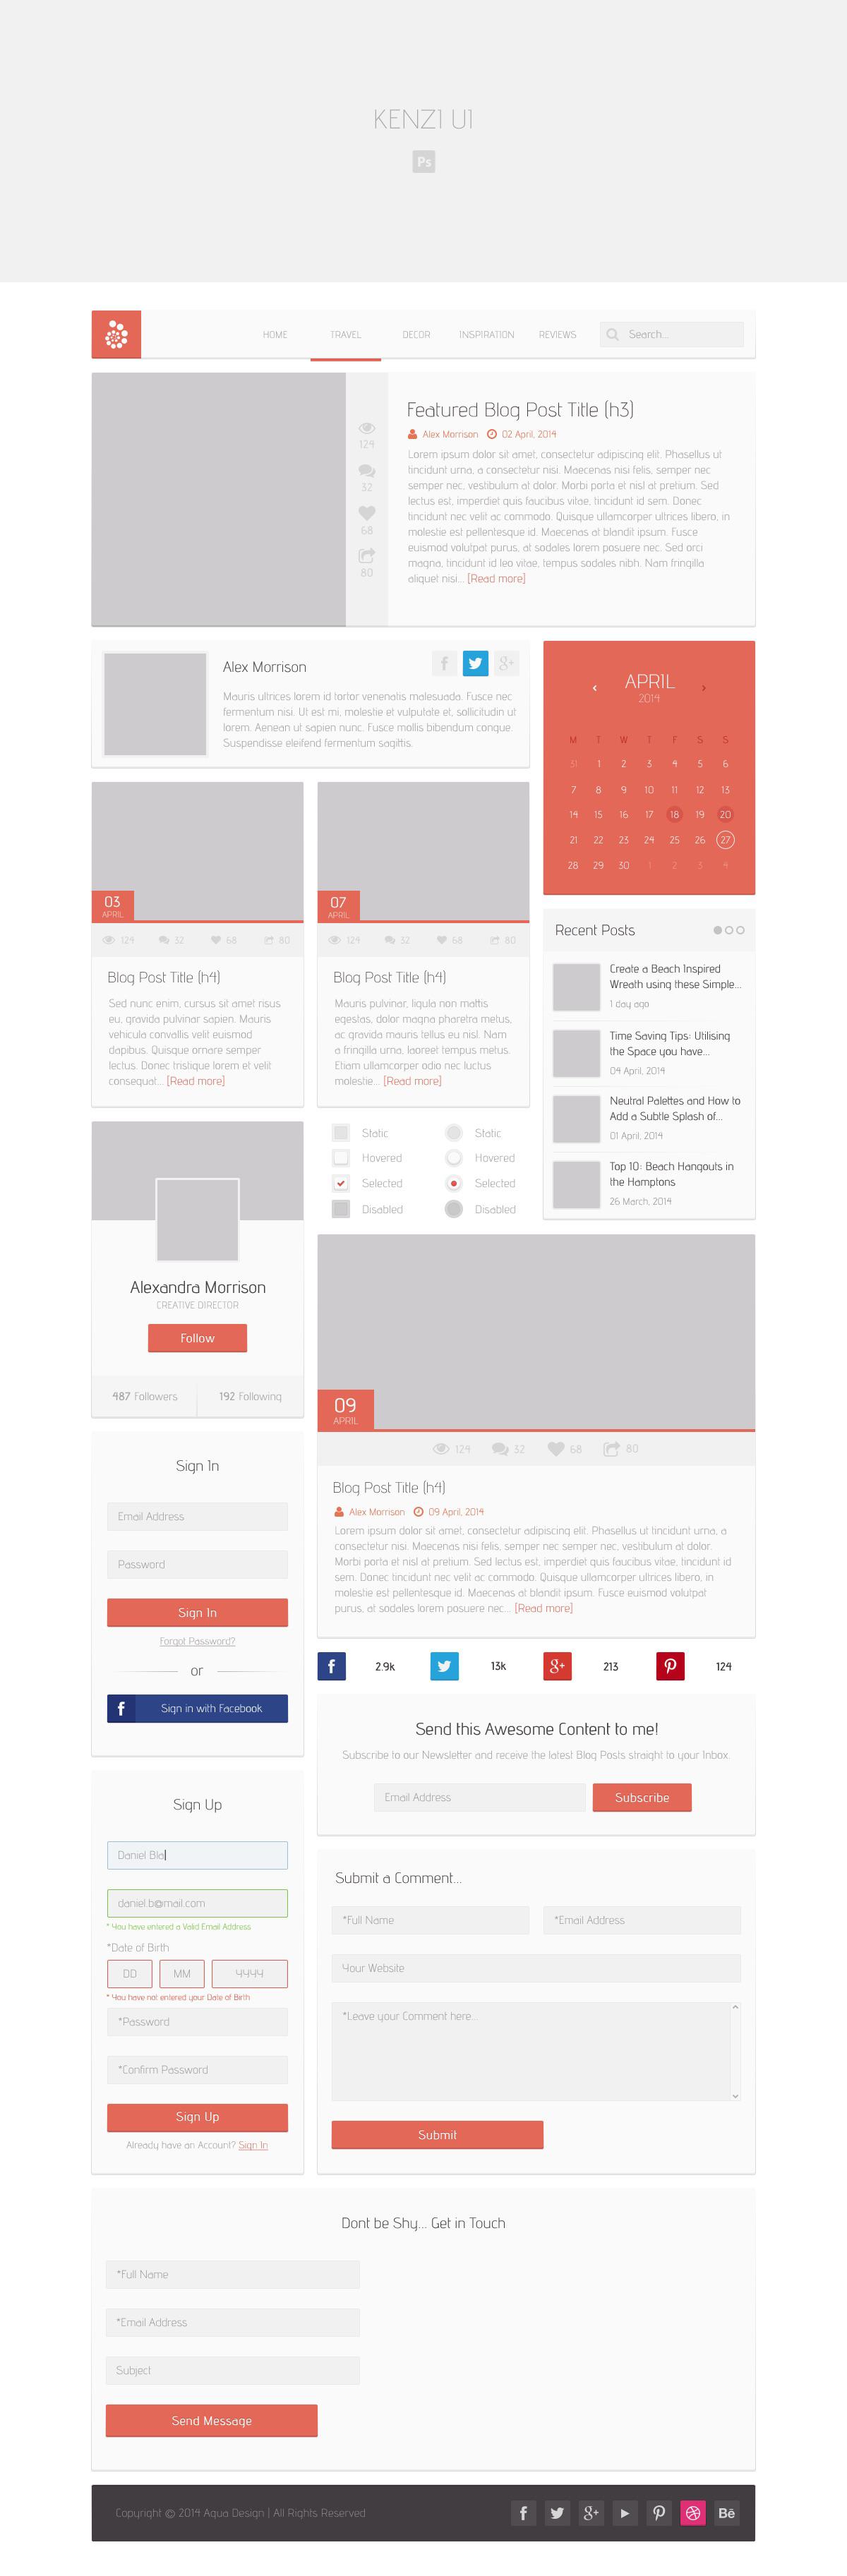 KENZI UI
Ps
HOME TRAVEL DECOR INSPIRATION REVIEWS Search...
Featured Blog Post Title (h3)
Alex Morrison 02 April, 2014
Lorem ipsum dolor sit amet, consectetur adipiscing elit. Phasellus ut
tincidunt urna, a consectetur nisi. Maecenas nisi felis, semper nec
semper nec, vestibulum at dolor. Morbi porta et nisl at pretium. Sed
lectus est, imperdiet quis faucibus vitae, tincidunt id sem. Donec
tincidunt nec velit ac commodo. Quisque ullamcorper ultrices libero, in
molestie est pellentesque id. Maecenas at blandit ipsum. Fusce
euismod volutpat purus, at sodales lorem posuere nec. Sed orci
magna, tincidunt id leo vitae, tempus sodales nibh. Nam fringilla
aliquet nisi... [Read more]
124
32
68
80
Alex Morrison
f g+
Mauris ultrices lorem id tortor venenatis malesuada. Fusce nec
fermentum nisi. Ut est mi, molestie et vulputate et, sollicitudin ut
lorem. Aenean ut sapien nunc. Fusce mollis bibendum conque.
Suspendisse eleifend fermentum sagittis.
APRIL
2014
M T W T F S S
31 1 2 3 4 5 6
7 8 9 10 11 12 13
14 15 16 17 18 19 20
21 22 23 24 25 26 27
28 29 30 1 2 3 4
03
APRIL
124 32 68 80
Blog Post Title (h4)
Sed nunc enim, cursus sit amet risus
eu, gravida pulvinar sapien. Mauris
vehicula convallis velit euismod
dapibus. Quisque ornare semper
lectus. Donec tristique lorem et velit
consequat... [Read more]
07
APRIL
124 32 68 80
Blog Post Title (h4)
Mauris pulvinar, ligula non mattis
egestas, dolor magna pharetra metus,
ac gravida mauris tellus eu nisl. Nam
a fringilla urna, laoreet tempus metus.
Etiam ullamcorper odio nec luctus
molestie... [Read more]
Recent Posts
Create a Beach Inspired
Wreath using these Simple...
1 day ago
Time Saving Tips: Utilising
the Space you have...
04 April, 2014
Neutral Palettes and How to
Add a Subtle Splash of...
01 April, 2014
Top 10: Beach Hangouts in
the Hamptons
26 March, 2014
Static Static
Hovered Hovered
Selected Selected
Disabled Disabled
Alexandra Morrison
CREATIVE DIRECTOR
Follow
487 Followers 192 Following
09
APRIL
124 32 68 80
Blog Post Title (h4)
Alex Morrison 09 April, 2014
Lorem ipsum dolor sit amet, consectetur adipiscing elit. Phasellus ut tincidunt urna, a
consectetur nisi. Maecenas nisi felis, semper nec semper nec, vestibulum at dolor.
Morbi porta et nisl at pretium. Sed lectus est, imperdiet quis faucibus vitae, tincidunt id
sem. Donec tincidunt nec velit ac commodo. Quisque ullamcorper ultrices libero, in
molestie est pellentesque id. Maecenas at blandit ipsum. Fusce euismod volutpat
purus, at sodales lorem posuere nec... [Read more]
Sign In
Email Address
Password
Sign In
Forgot Password?
or
f Sign in with Facebook
f 2.9k 13k g+ 213 124
Send this Awesome Content to me!
Subscribe to our Newsletter and receive the latest Blog Posts straight to your Inbox.
Email Address Subscribe
Sign Up
Daniel Bla
daniel.b@mail.com
* You have entered a Valid Email Address
*Date of Birth
DD MM YYYY
* You have not entered your Date of Birth
*Password
*Confirm Password
Sign Up
Already have an Account? Sign In
Submit a Comment...
*Full Name *Email Address
Your Website
*Leave your Comment here...
Submit
Dont be Shy... Get in Touch
*Full Name
*Email Address
Subject
Send Message
Copyright © 2014 Aqua Design | All Rights Reserved
f g+ Bē